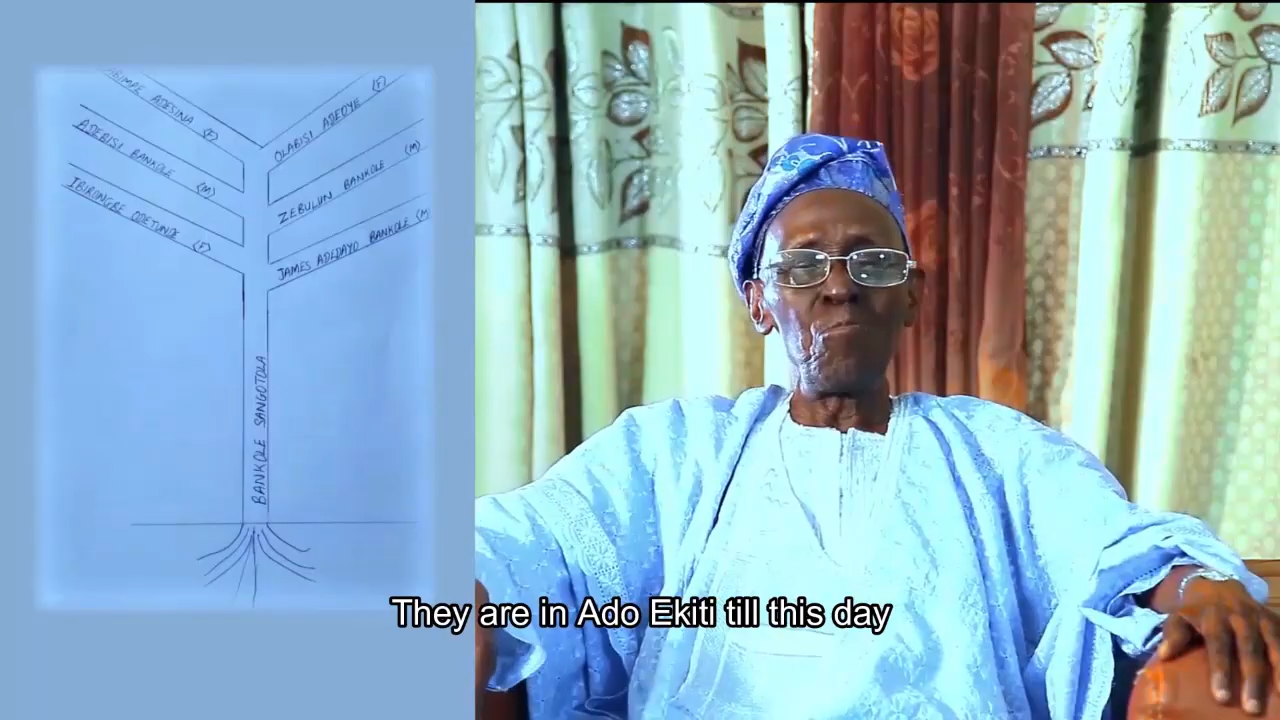 ADESINA (F)
OLABISI ADEOYE (F)
ADEBISI BANKOLE (M)
ZEBULUN BANKOLE (M)
IBIRONGBE ODETUNDE (F)
JAMES ADEDAYO BANKOLE (M)
BANKOLE SANGOTOLA
They are in Ado Ekiti till this day